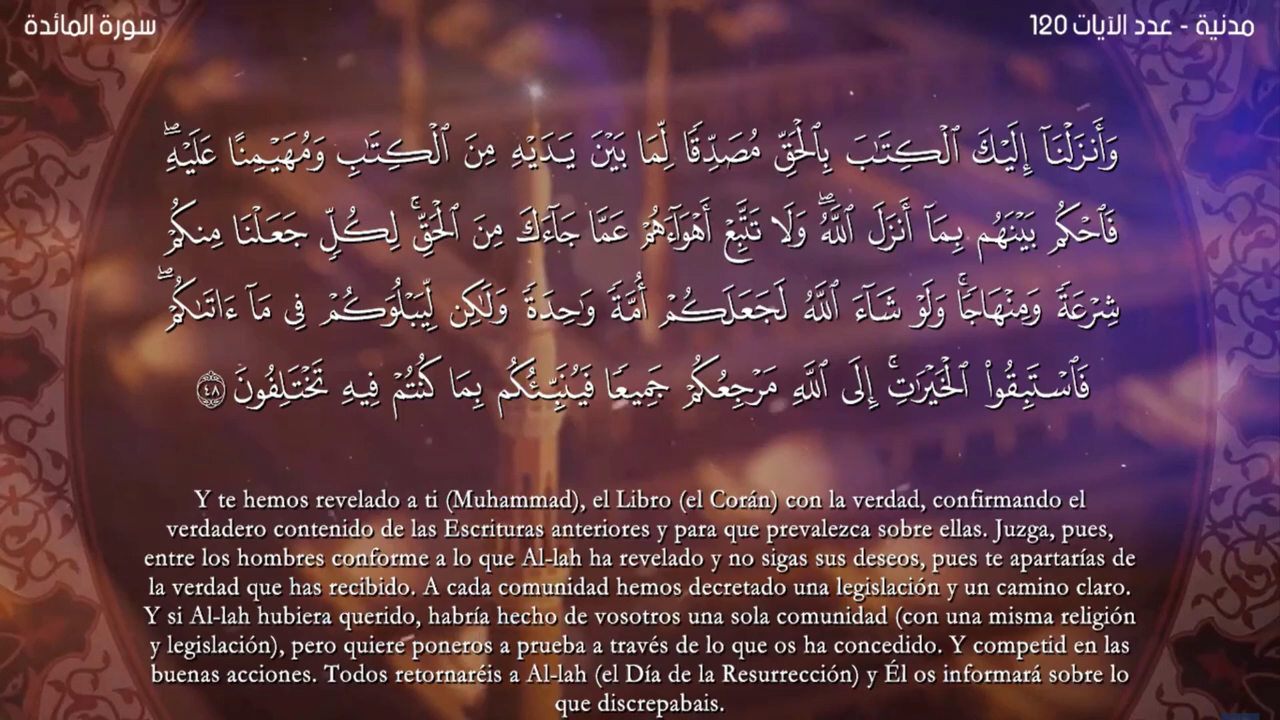 سورة المائدة
مدنية - عدد الآيات 120
وَأَنزَلْنَآ إِلَيْكَ ٱلْكِتَٰبَ بِٱلْحَقِّ مُصَدِّقًا لِّمَا بَيْنَ يَدَيْهِ مِنَ ٱلْكِتَٰبِ وَمُهَيْمِنًا عَلَيْهِ ۖ
فَٱحْكُم بَيْنَهُم بِمَآ أَنزَلَ ٱللَّهُ ۖ وَلَا تَتَّبِعْ أَهْوَآءَهُمْ عَمَّا جَآءَكَ مِنَ ٱلْحَقِّ ۚ لِكُلٍّ جَعَلْنَا مِنكُمْ
شِرْعَةً وَمِنْهَاجًا ۚ وَلَوْ شَآءَ ٱللَّهُ لَجَعَلَكُمْ أُمَّةً وَٰحِدَةً وَلَٰكِن لِّيَبْلُوَكُمْ فِى مَآ ءَاتَىٰكُمْ ۖ
فَٱسْتَبِقُوا۟ ٱلْخَيْرَٰتِ ۚ إِلَى ٱللَّهِ مَرْجِعُكُمْ جَمِيعًا فَيُنَبِّئُكُم بِمَا كُنتُمْ فِيهِ تَخْتَلِفُونَ ٤٨
Y te hemos revelado a ti (Muhammad), el Libro (el Corán) con la verdad, confirmando el
verdadero contenido de las Escrituras anteriores y para que prevalezca sobre ellas. Juzga, pues,
entre los hombres conforme a lo que Al-lah ha revelado y no sigas sus deseos, pues te apartarías de
la verdad que has recibido. A cada comunidad hemos decretado una legislación y un camino claro.
Y si Al-lah hubiera querido, habría hecho de vosotros una sola comunidad (con una misma religión
y legislación), pero quiere poneros a prueba a través de lo que os ha concedido. Y competid en las
buenas acciones. Todos retornaréis a Al-lah (el Día de la Resurrección) y Él os informará sobre lo
que discrepabais.